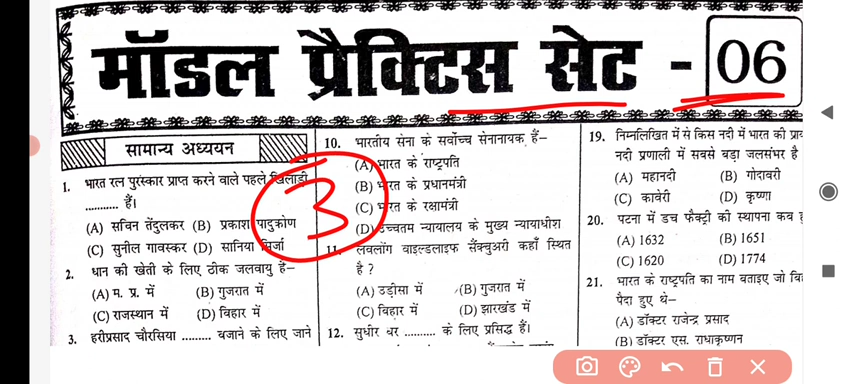 मॉडल प्रैक्टिस सेट - 06
सामान्य अध्ययन
1. भारत रत्न पुरस्कार प्राप्त करने वाले पहले खिलाड़ी
........... हैं।
(A) सचिन तेंदुलकर (B) प्रकाश पादुकोण
(C) सुनील गावस्कर (D) सानिया मिर्जा
2. धान की खेती के लिए ठीक जलवायु हैं–
(A) म. प्र. में (B) गुजरात में
(C) राजस्थान में (D) बिहार में
3. हरीप्रसाद चौरसिया ......... बजाने के लिए जाने
3
10. भारतीय सेना के सर्वोच्च सेनानायक हैं–
(A) भारत के राष्ट्रपति
(B) भारत के प्रधानमंत्री
(C) भारत के रक्षामंत्री
(D) उच्चतम न्यायालय के मुख्य न्यायाधीश
11. लवलोंग वाइल्डलाइफ सैंक्चुअरी कहाँ स्थित
है ?
(A) उड़ीसा में (B) गुजरात में
(C) बिहार में (D) झारखंड में
12. सुधीर धर .......... के लिए प्रसिद्ध हैं।
19. निम्नलिखित में से किस नदी में भारत की
नदी प्रणाली में सबसे बड़ा जलसंभर है
(A) महानदी (B) गोदावरी
(C) कावेरी (D) कृष्णा
20. पटना में डच फैक्ट्री की स्थापना कब
(A) 1632 (B) 1651
(C) 1620 (D) 1774
21. भारत के राष्ट्रपति का नाम बताइए जो
पैदा हुए थे–
(A) डॉक्टर राजेन्द्र प्रसाद
(B) डॉक्टर एस. राधाकृष्णन